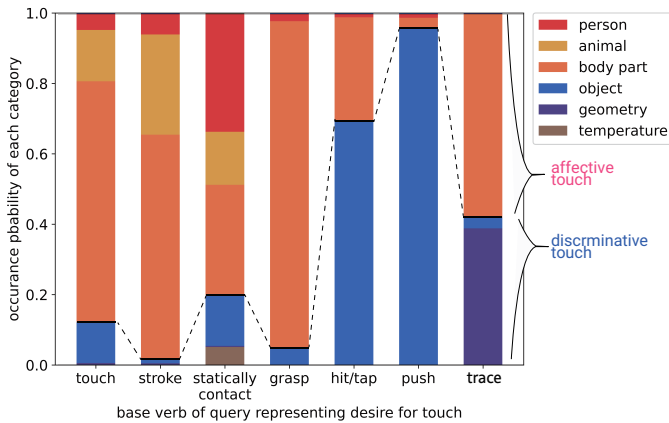 occurance pbability of each category
1.0
0.8
0.6
0.4
0.2
0.0
touch
stroke
statically
contact
grasp
hit/tap
push
trace
base verb of query representing desire for touch
person
animal
body part
object
geometry
temperature
affective
touch
discrminative
touch